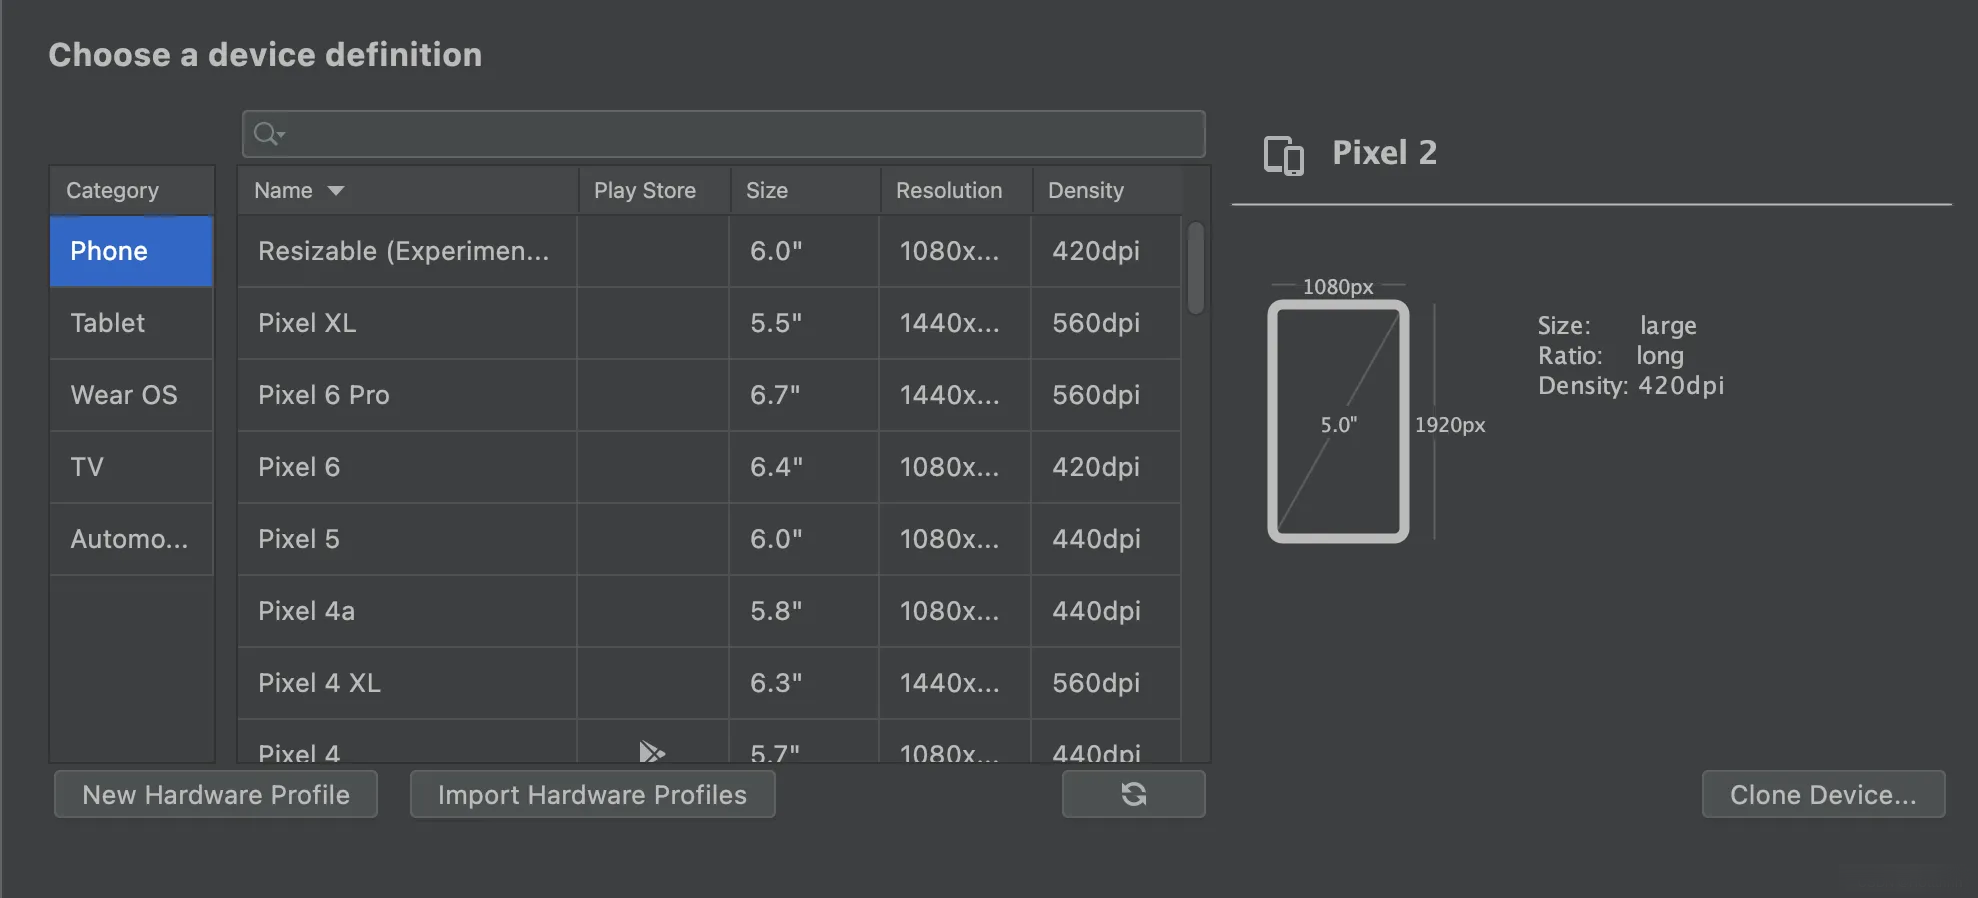 Choose a device definition
Category
Phone
Tablet
Wear OS
TV
Automo...
Name Play Store Size Resolution Density
Resizable (Experimen... 6.0" 1080x... 420dpi
Pixel XL 5.5" 1440x... 560dpi
Pixel 6 Pro 6.7" 1440x... 560dpi
Pixel 6 6.4" 1080x... 420dpi
Pixel 5 6.0" 1080x... 440dpi
Pixel 4a 5.8" 1080x... 440dpi
Pixel 4 XL 6.3" 1440x... 560dpi
Pixel 4 5.7" 1080x... 440dpi
Pixel 2
1080px
5.0"
1920px
Size: large
Ratio: long
Density: 420dpi
New Hardware Profile
Import Hardware Profiles
Clone Device...